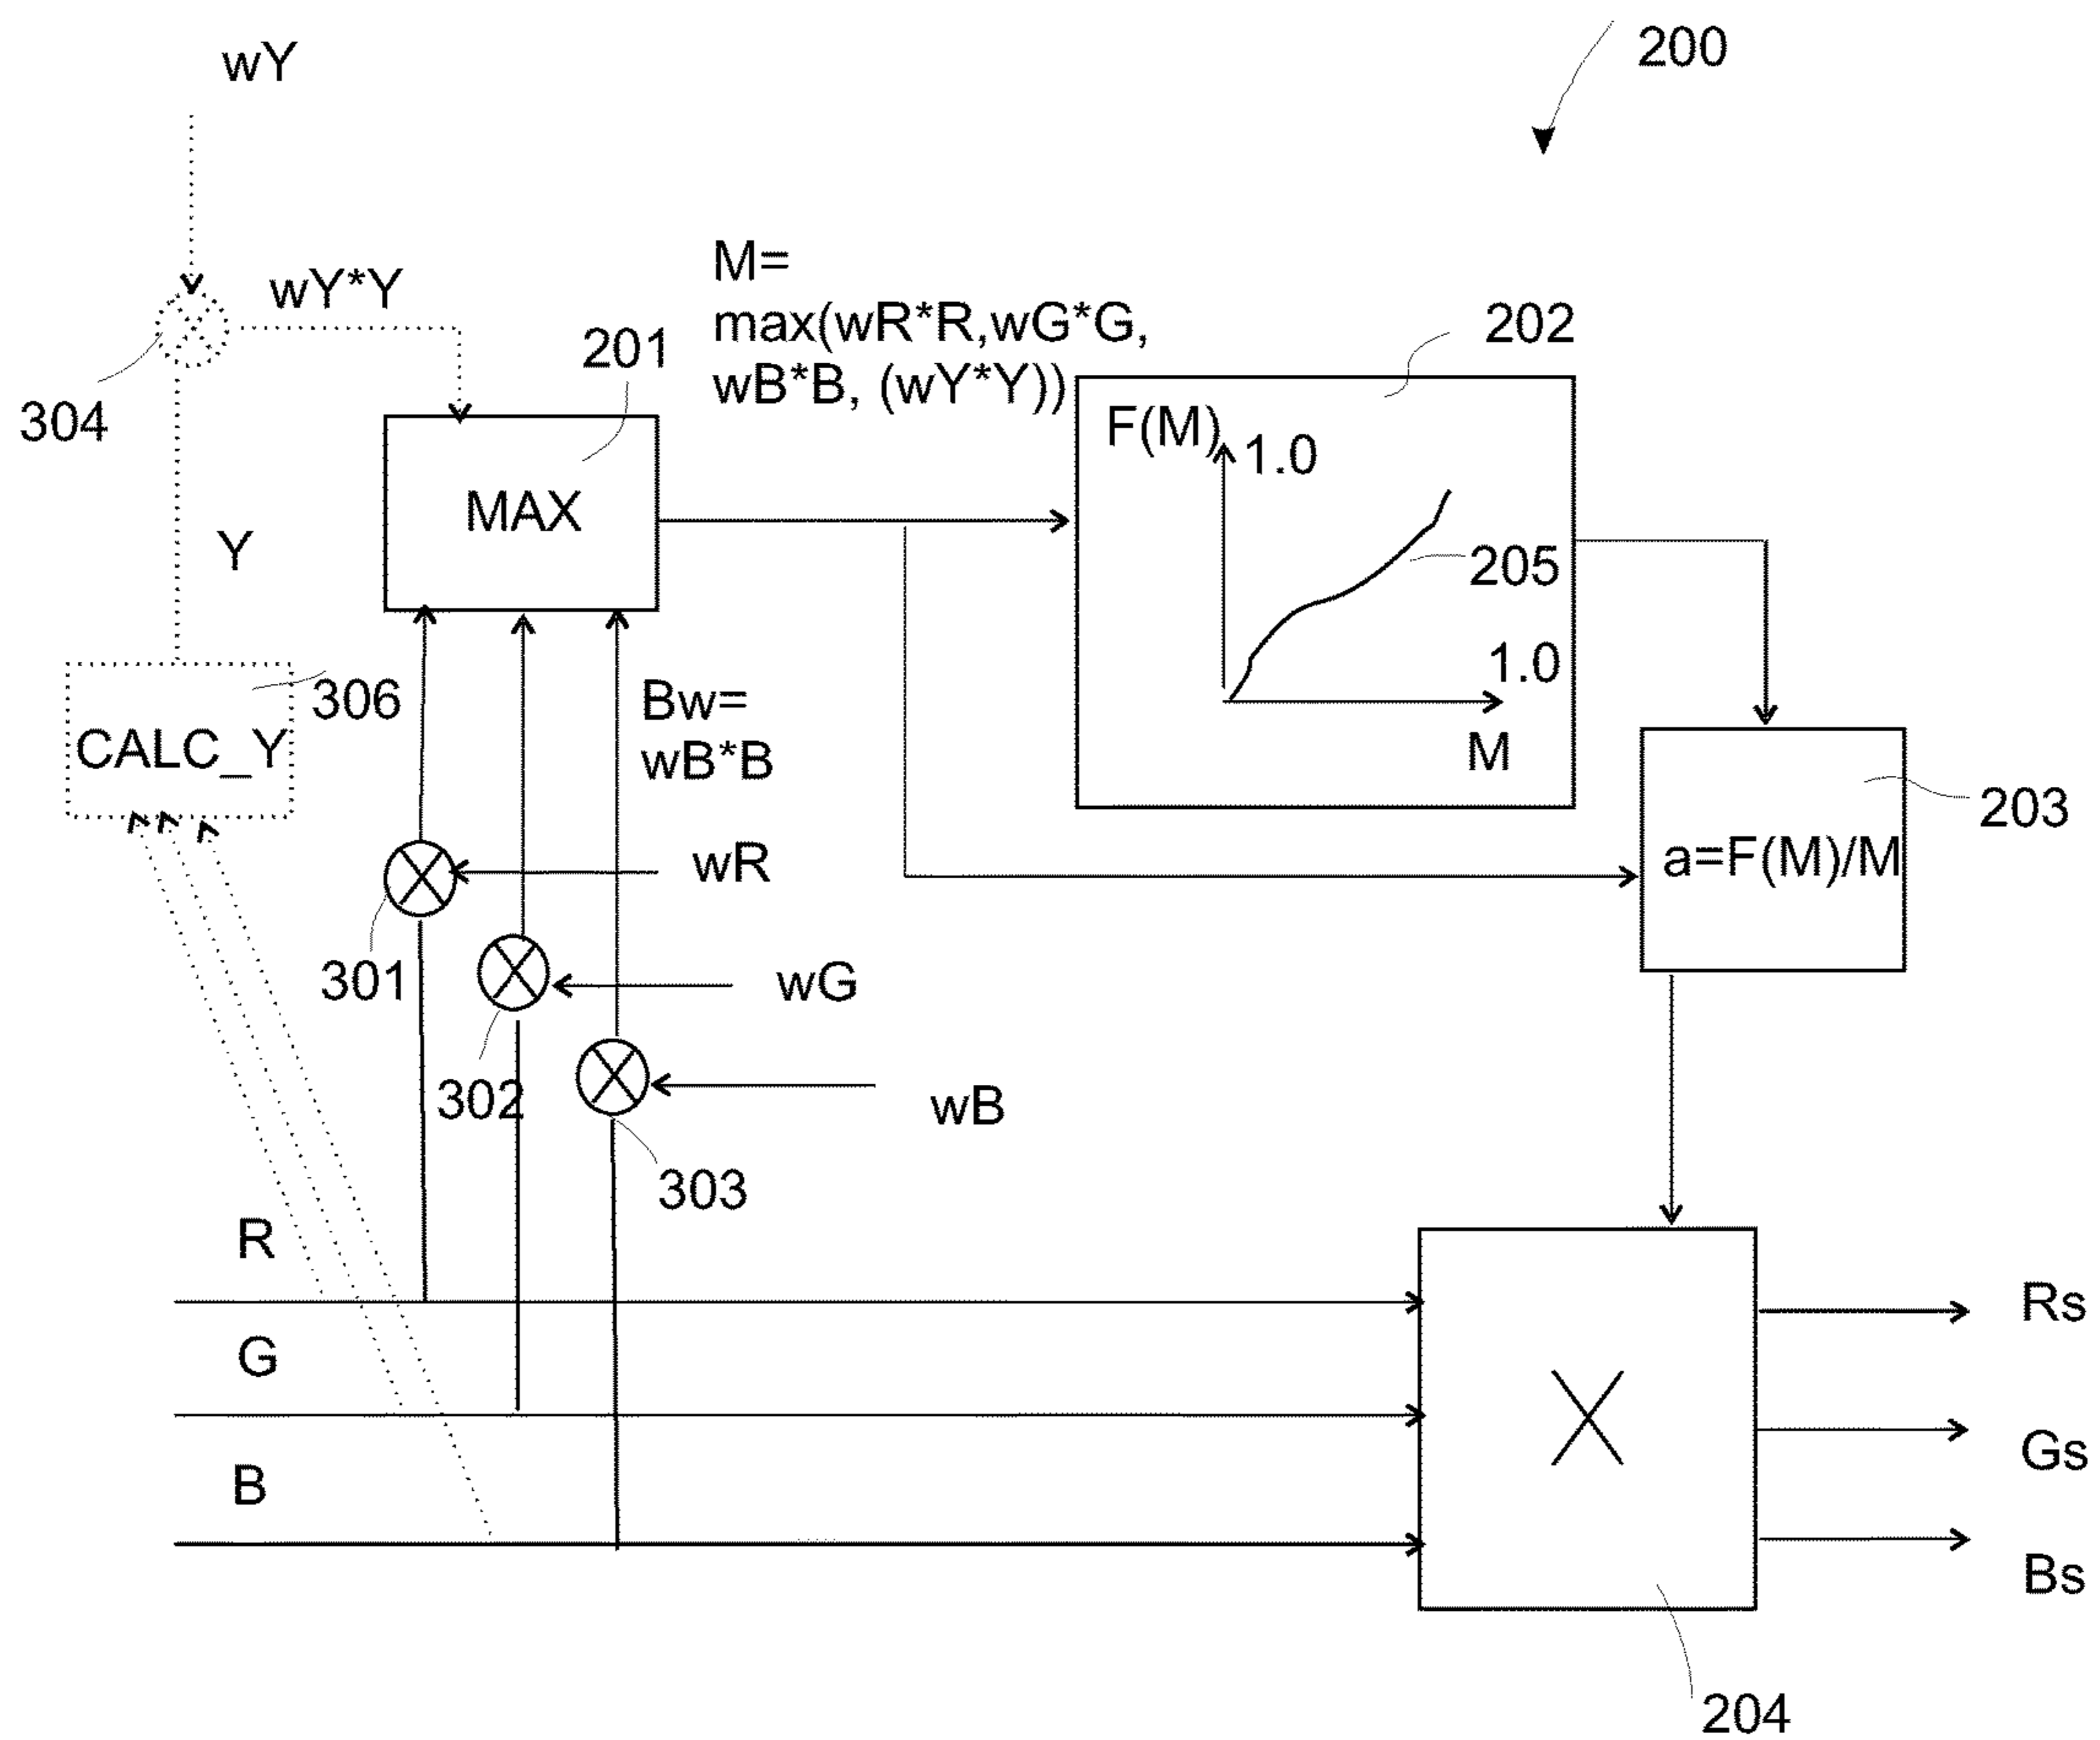 200
wY
wY*Y
304
M=
max(wR*R,wG*G,
wB*B, (wY*Y))
201
MAX
202
F(M)
1.0
205
1.0
M
Y
306
CALC_Y
Bw=
wB*B
203
a=F(M)/M
wR
301
wG
302
wB
303
R
G
B
X
Rs
Gs
Bs
204